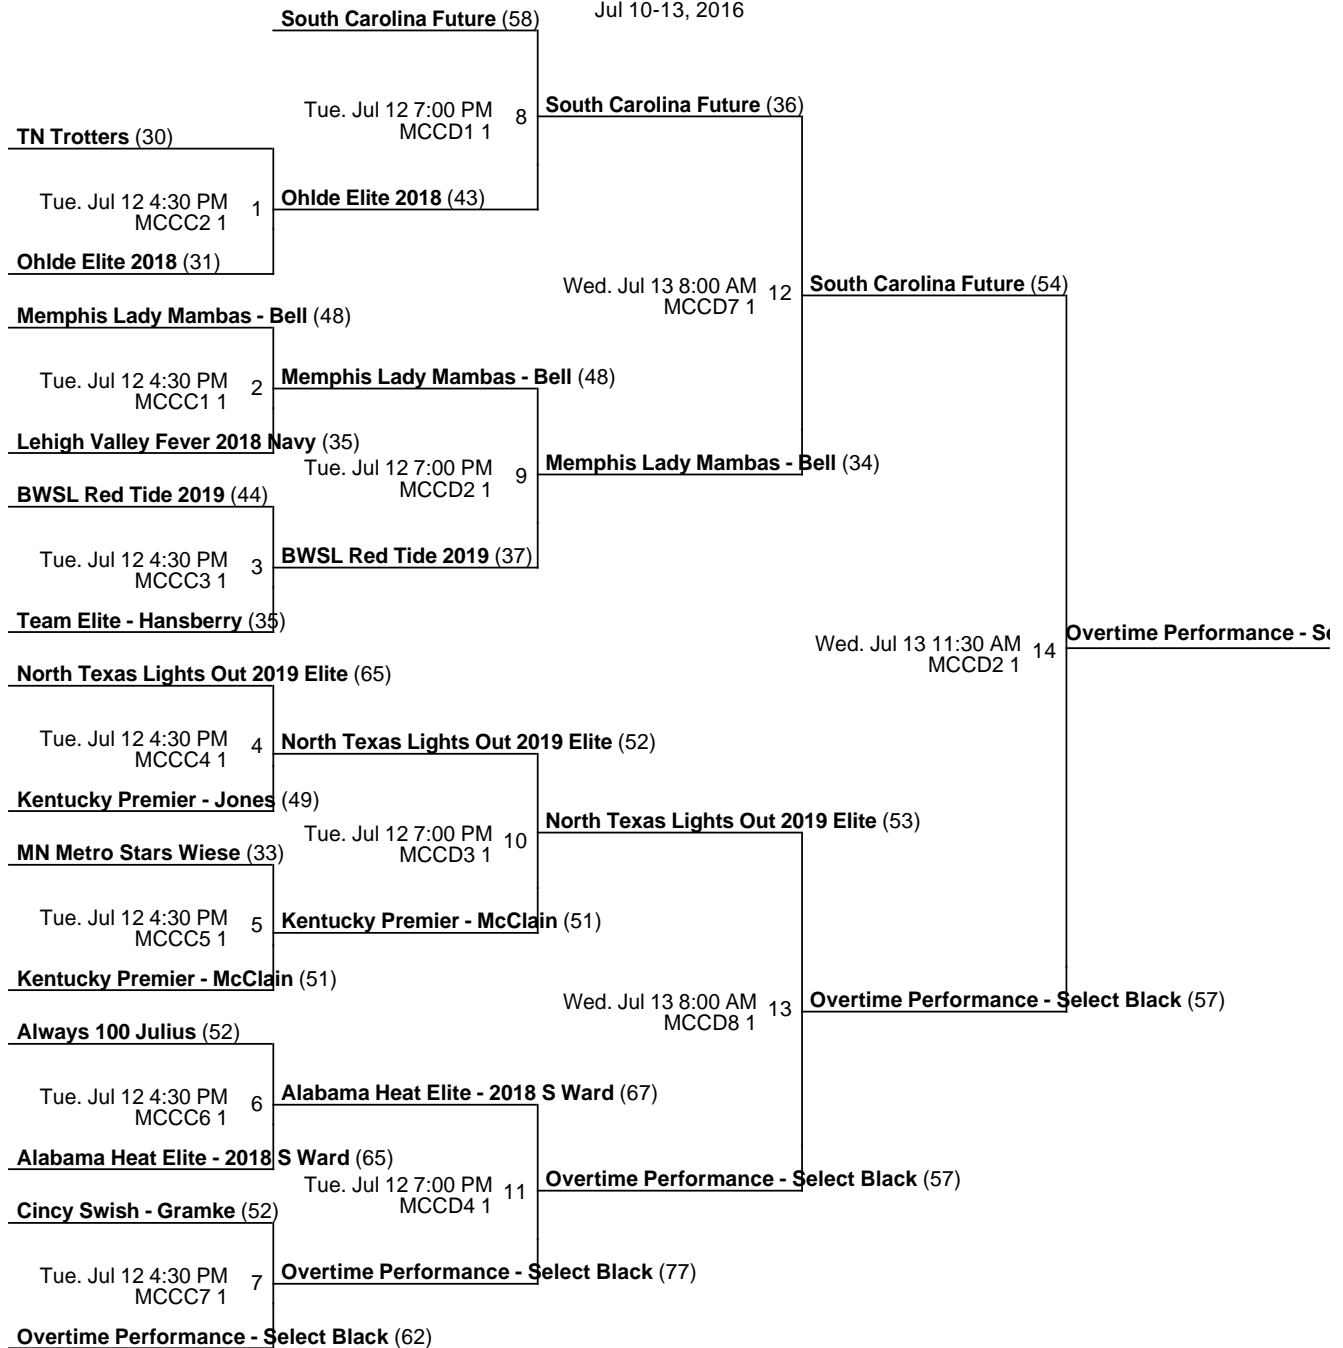 Jul 10-13, 2016
South Carolina Future (58)
Tue. Jul 12 7:00 PM 8
MCCD1 1
South Carolina Future (36)
TN Trotters (30)
Tue. Jul 12 4:30 PM 1
MCCC2 1
Ohlde Elite 2018 (43)
Ohlde Elite 2018 (31)
Wed. Jul 13 8:00 AM 12
MCCD7 1
South Carolina Future (54)
Memphis Lady Mambas - Bell (48)
Tue. Jul 12 4:30 PM 2
MCCC1 1
Memphis Lady Mambas - Bell (48)
Lehigh Valley Fever 2018 Navy (35)
Tue. Jul 12 7:00 PM 9
MCCD2 1
Memphis Lady Mambas - Bell (34)
BWSL Red Tide 2019 (44)
Tue. Jul 12 4:30 PM 3
MCCC3 1
BWSL Red Tide 2019 (37)
Team Elite - Hansberry (35)
Wed. Jul 13 11:30 AM 14
MCCD2 1
Overtime Performance - Se
North Texas Lights Out 2019 Elite (65)
Tue. Jul 12 4:30 PM 4
MCCC4 1
North Texas Lights Out 2019 Elite (52)
Kentucky Premier - Jones (49)
Tue. Jul 12 7:00 PM 10
MCCD3 1
North Texas Lights Out 2019 Elite (53)
MN Metro Stars Wiese (33)
Tue. Jul 12 4:30 PM 5
MCCC5 1
Kentucky Premier - McClain (51)
Kentucky Premier - McClain (51)
Wed. Jul 13 8:00 AM 13
MCCD8 1
Overtime Performance - Select Black (57)
Always 100 Julius (52)
Tue. Jul 12 4:30 PM 6
MCCC6 1
Alabama Heat Elite - 2018 S Ward (67)
Alabama Heat Elite - 2018 S Ward (65)
Tue. Jul 12 7:00 PM 11
MCCD4 1
Overtime Performance - Select Black (57)
Cincy Swish - Gramke (52)
Tue. Jul 12 4:30 PM 7
MCCC7 1
Overtime Performance - Select Black (77)
Overtime Performance - Select Black (62)